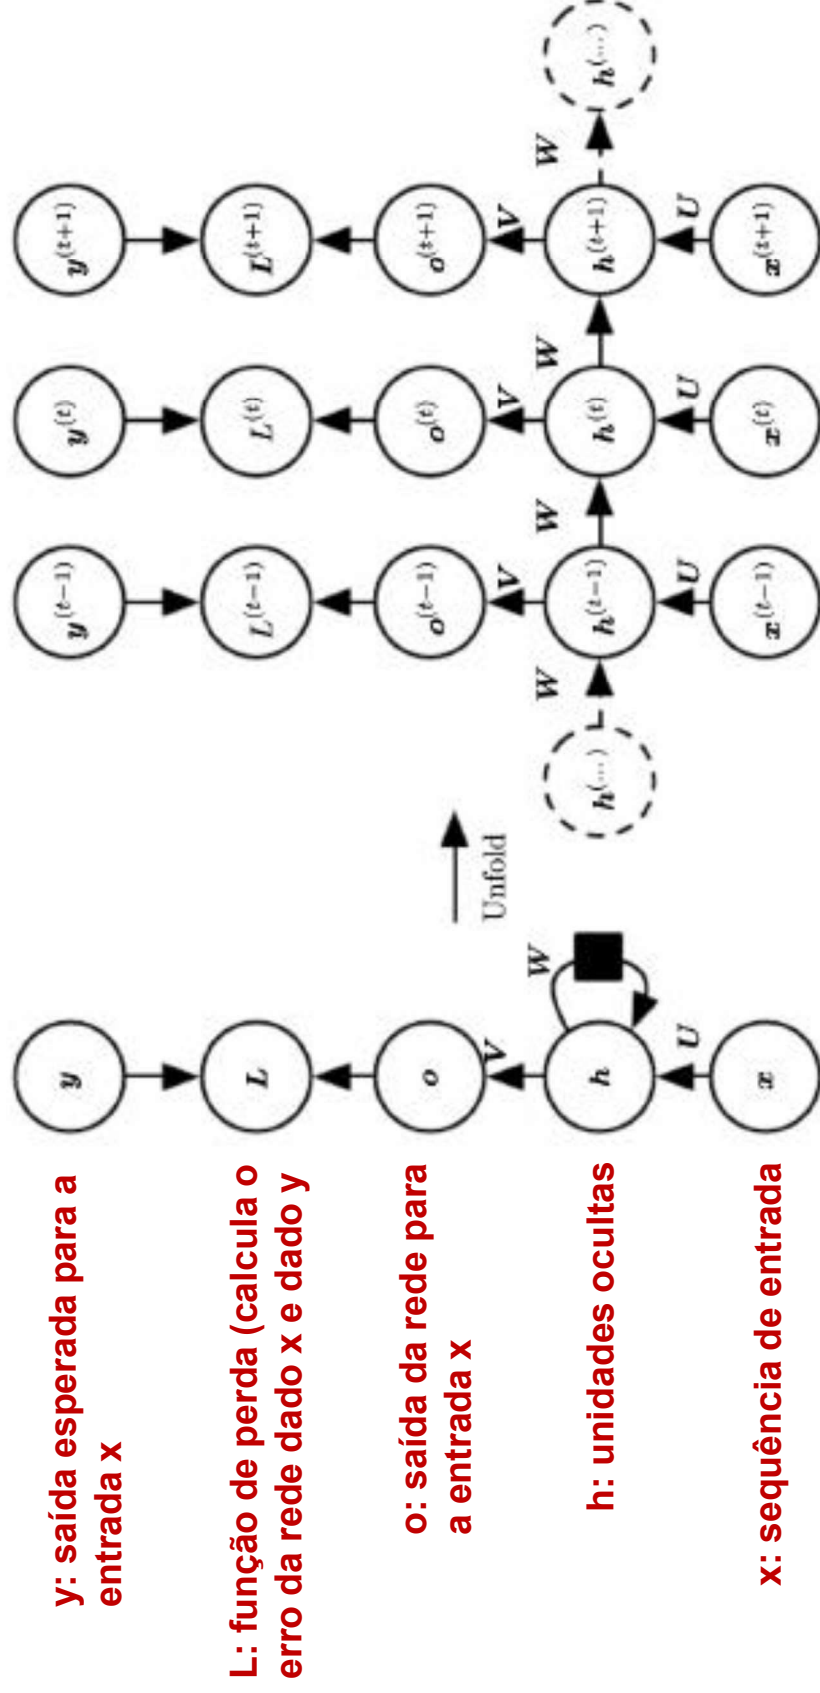 y: saída esperada para a
entrada x
L: função de perda (calcula o
erro da rede dado x e dado y
o: saída da rede para
a entrada x
h: unidades ocultas
x: sequência de entrada
y
L
o
V
h
W
U
x
Unfold
y^(t−1) y^(t) y^(t+1)
L^(t−1) L^(t) L^(t+1)
o^(t−1) o^(t) o^(t+1)
V V V
W W W W
h^(...) h^(t−1) h^(t) h^(t+1) h^(...)
U U U
x^(t−1) x^(t) x^(t+1)